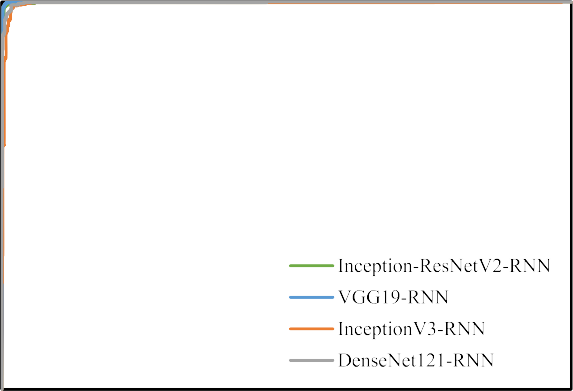 Inception-ResNetV2-RNN
VGG19-RNN
InceptionV3-RNN
DenseNet121-RNN